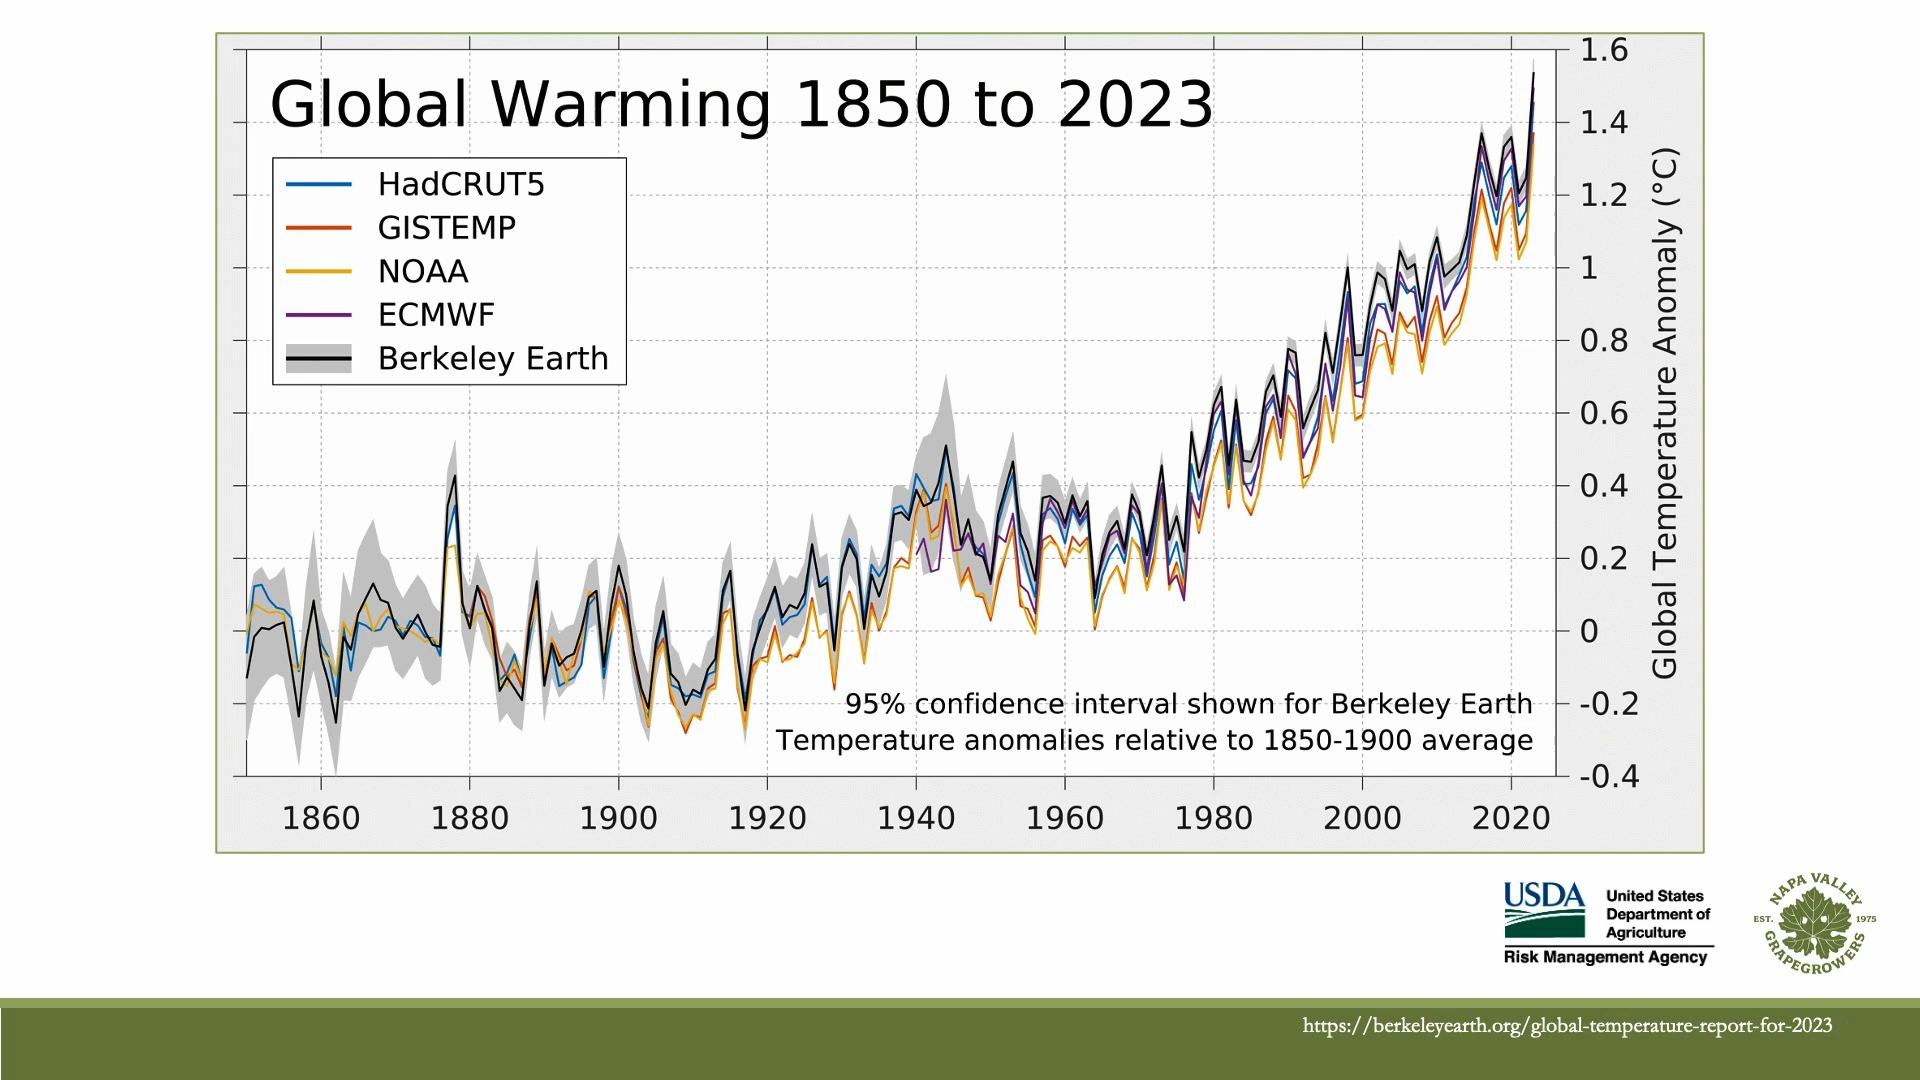 Global Warming 1850 to 2023
HadCRUT5
GISTEMP
NOAA
ECMWF
Berkeley Earth
1.6
1.4
1.2
1
0.8
0.6
0.4
0.2
0
-0.2
-0.4
Global Temperature Anomaly (°C)
95% confidence interval shown for Berkeley Earth
Temperature anomalies relative to 1850-1900 average
1860 1880 1900 1920 1940 1960 1980 2000 2020
USDA
United States
Department of
Agriculture
Risk Management Agency
NAPA VALLEY
EST. 1975
GRAPEGROWERS
https://berkeleyearth.org/global-temperature-report-for-2023